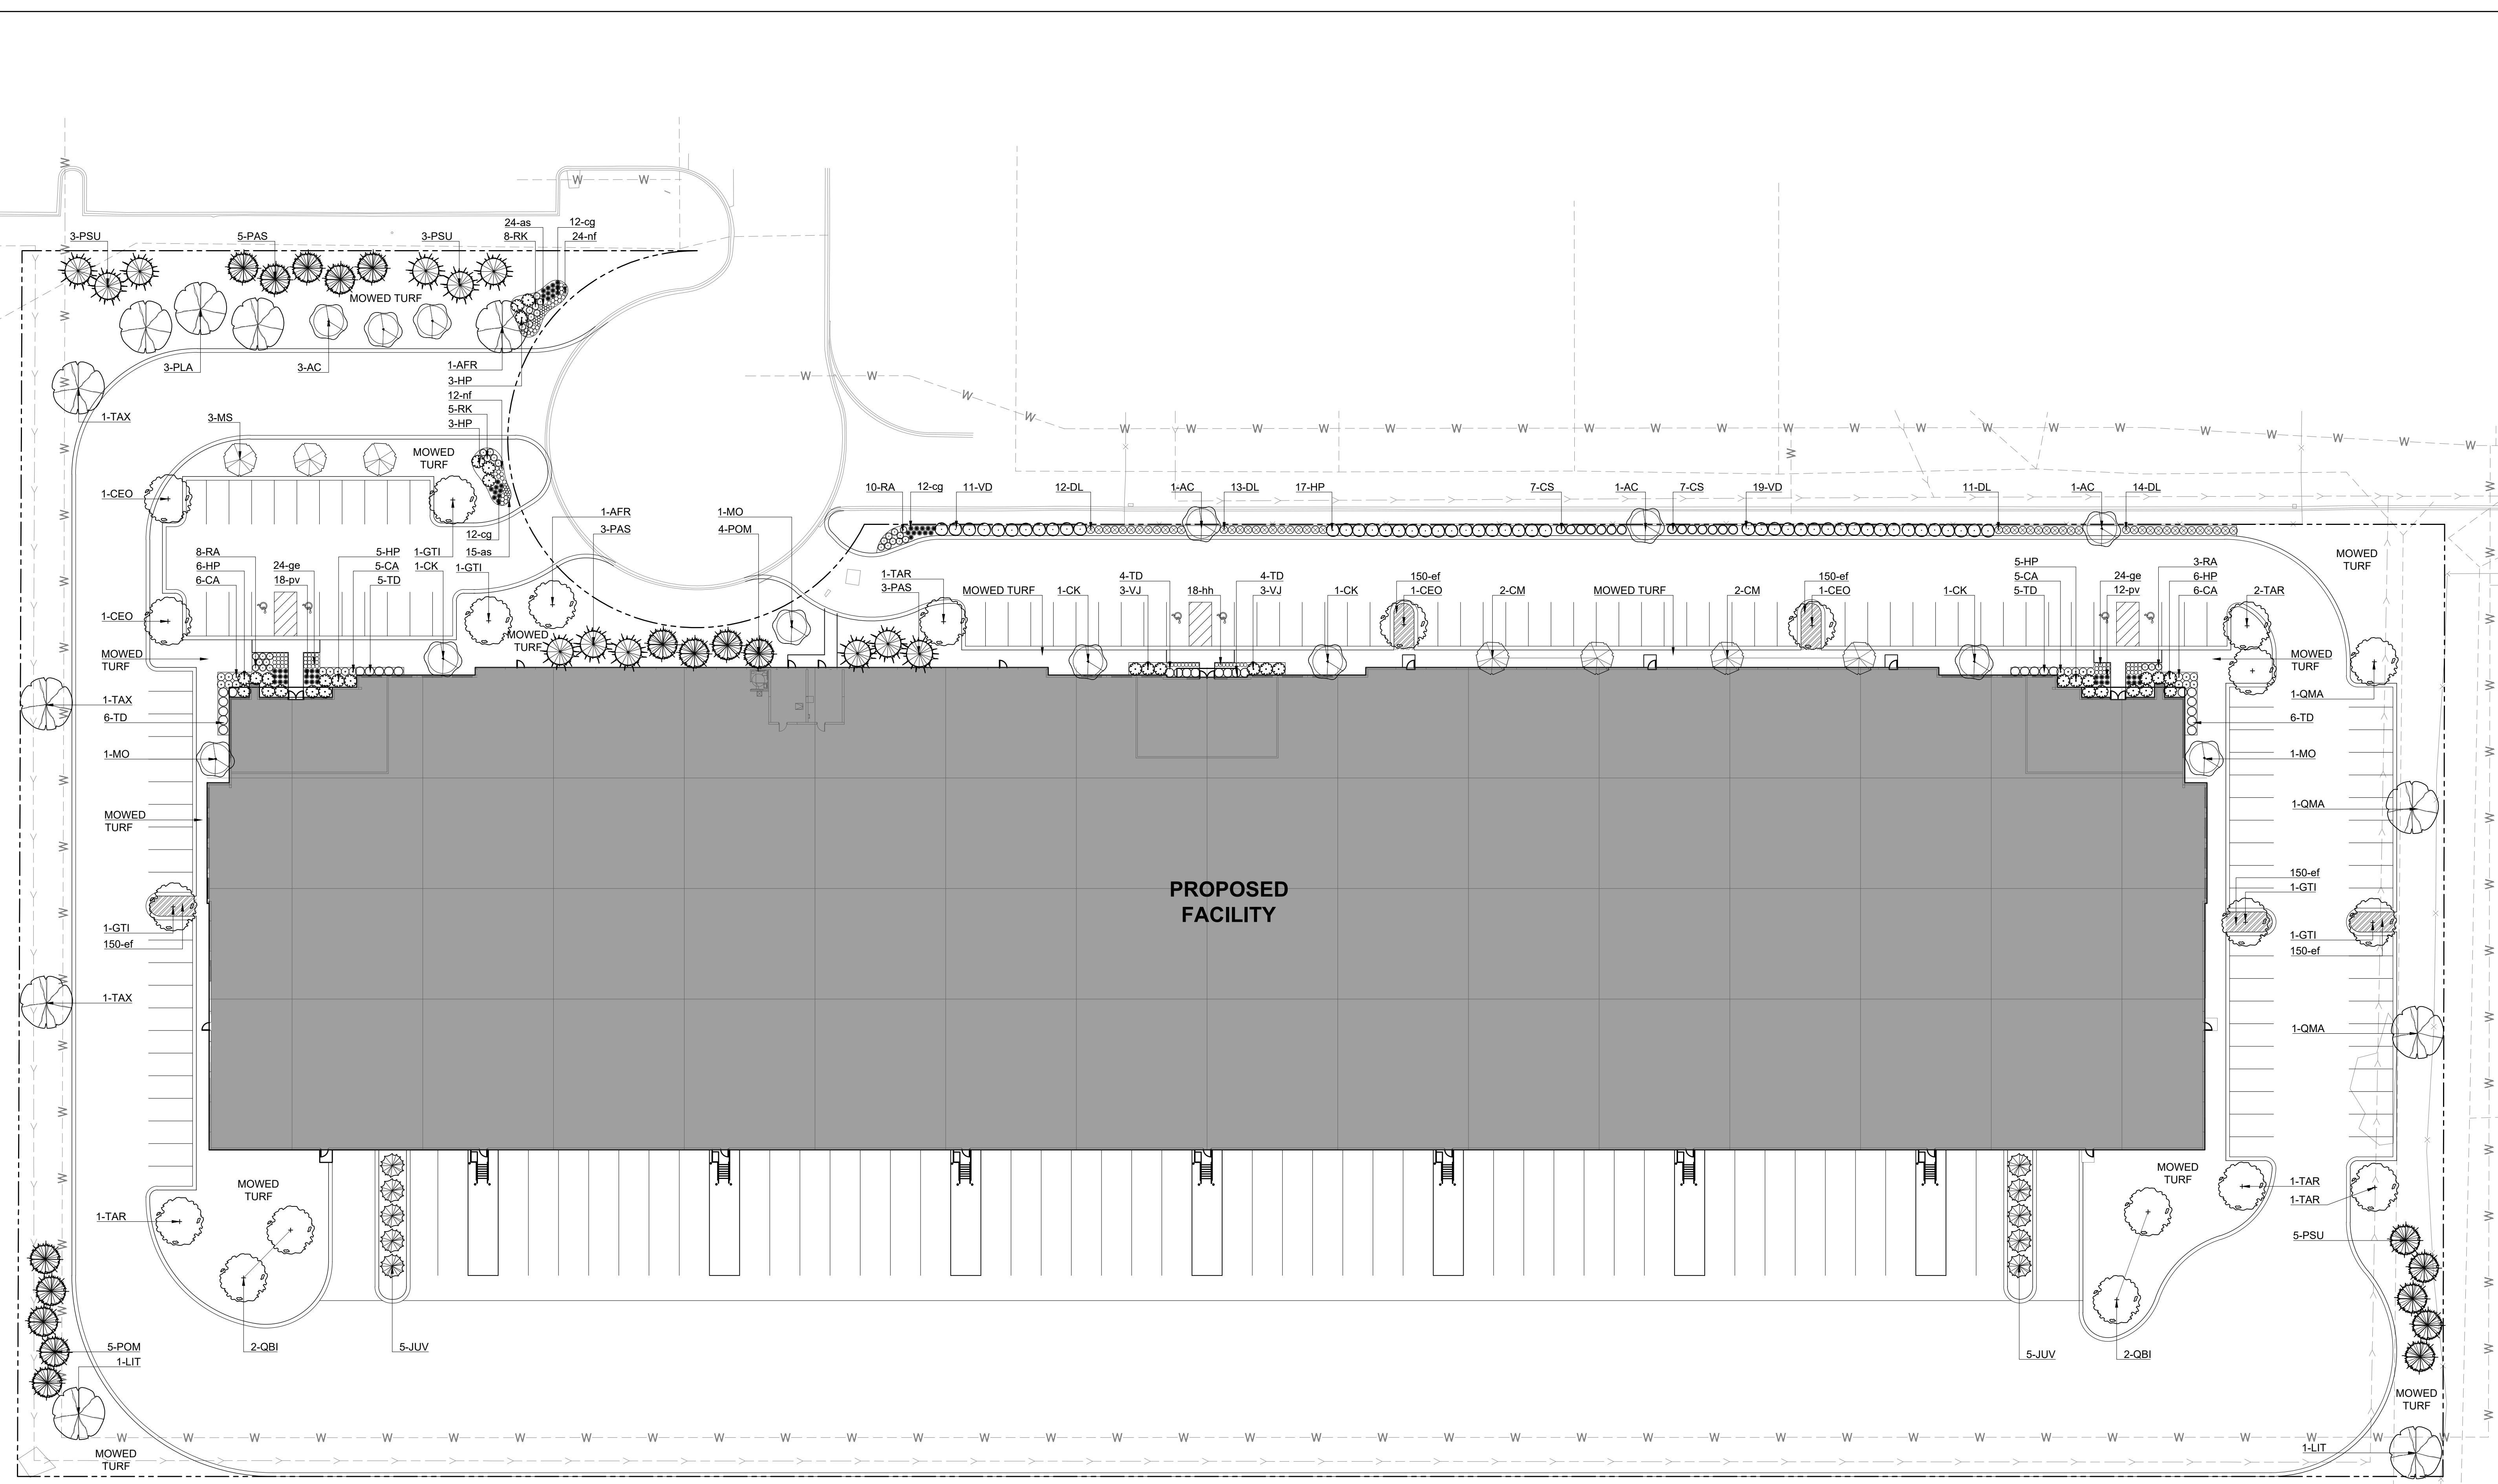 W
W W
24-as 12-cg
3-PSU 5-PAS 3-PSU 8-RK 24-nf
MOWED TURF
3-PLA 3-AC 1-AFR
3-HP
W W
12-nf
1-TAX 3-MS 5-RK
3-HP
W W
W W W W W W W W W W W W W W W W W W W W W
MOWED
TURF
1-CEO 10-RA 12-cg 11-VD 12-DL 1-AC 13-DL 17-HP 7-CS 1-AC 7-CS 19-VD 11-DL 1-AC 14-DL
1-AFR 1-MO
3-PAS 4-POM
12-cg
8-RA 5-HP 1-GTI 15-as
6-HP 24-ge 5-CA 1-CK 1-GTI
6-CA 18-pv 5-TD
MOWED
TURF
1-TAR 4-TD 4-TD 150-ef 150-ef 5-HP 24-ge 3-RA
3-PAS MOWED TURF 1-CK 3-VJ 18-hh 3-VJ 1-CK 1-CEO 2-CM MOWED TURF 2-CM 1-CEO 1-CK 5-CA 12-pv 6-HP
5-TD 6-CA 2-TAR
1-CEO
MOWED
TURF
MOWED
TURF
MOWED
TURF
1-TAX 1-QMA
6-TD 6-TD
1-MO 1-MO
MOWED
TURF
1-QMA
PROPOSED
FACILITY
150-ef
1-GTI
1-GTI
150-ef
1-GTI
150-ef
1-TAX
1-QMA
MOWED
TURF
MOWED
TURF
1-TAR
1-TAR
1-TAR
5-PSU
5-POM 2-QBI 5-JUV 5-JUV 2-QBI
1-LIT
MOWED
TURF
W W W W W W W W W W W W W W W W W W W W W W W W W W W W W W W W W W W W
MOWED
TURF
1-LIT